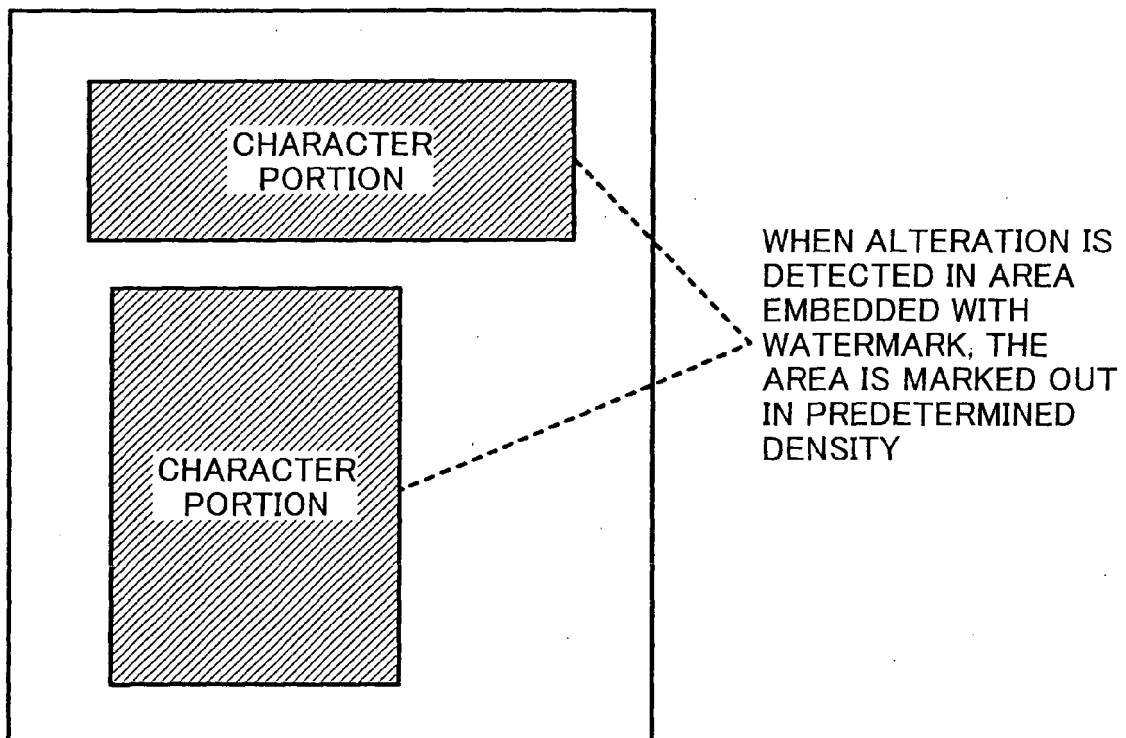 CHARACTER
PORTION
CHARACTER
PORTION
WHEN ALTERATION IS
DETECTED IN AREA
EMBEDDED WITH
WATERMARK, THE
AREA IS MARKED OUT
IN PREDETERMINED
DENSITY